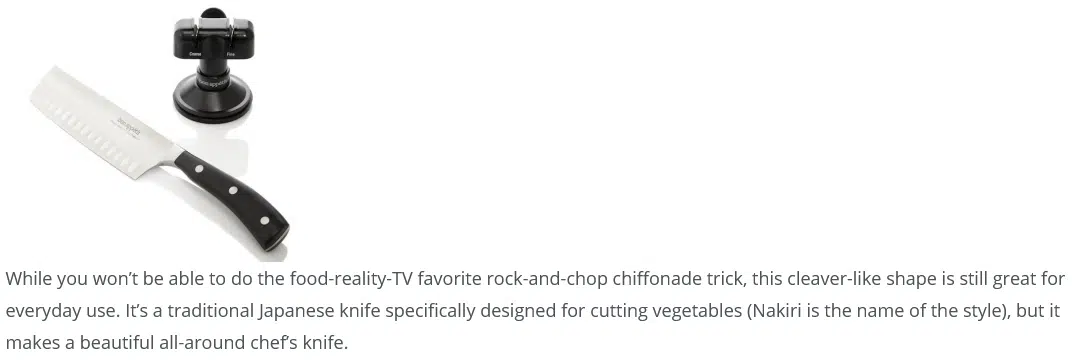 Coarse
Fine
While you won’t be able to do the food-reality-TV favorite rock-and-chop chiffonade trick, this cleaver-like shape is still great for
everyday use. It’s a traditional Japanese knife specifically designed for cutting vegetables (Nakiri is the name of the style), but it
makes a beautiful all-around chef’s knife.